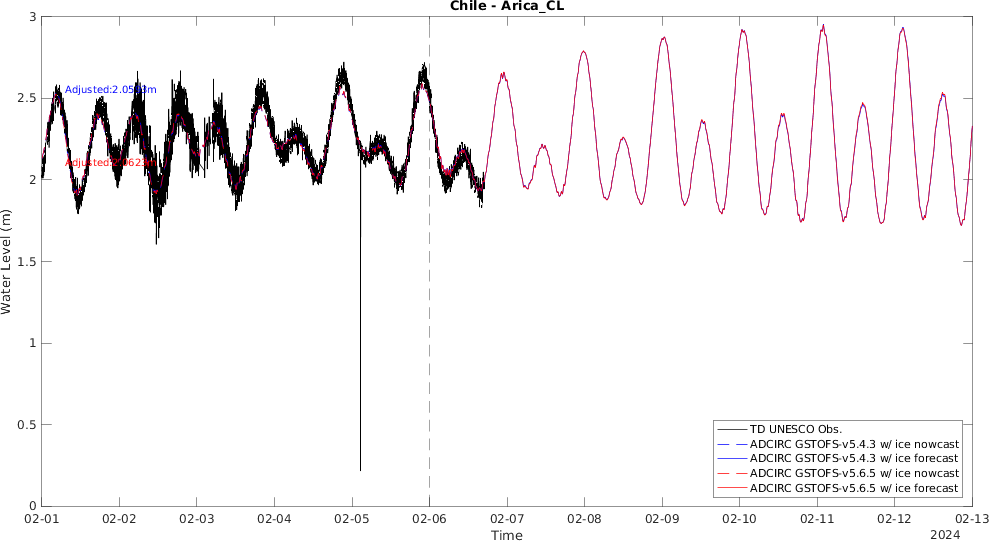 Chile - Arica_CL
3
2.5
2
1.5
1
0.5
0
Water Level (m)
02-01
02-02
02-03
02-04
02-05
02-06
02-07
02-08
02-09
02-10
02-11
02-12
02-13
Time
2024
TD UNESCO Obs.
ADCIRC GSTOFS-v5.4.3 w/ ice nowcast
ADCIRC GSTOFS-v5.4.3 w/ ice forecast
ADCIRC GSTOFS-v5.6.5 w/ ice nowcast
ADCIRC GSTOFS-v5.6.5 w/ ice forecast